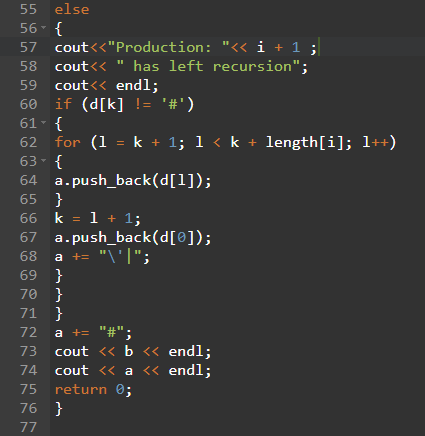 55 else
56 {
57 cout<<"Production: "<< i + 1 ;
58 cout<< " has left recursion";
59 cout<< endl;
60 if (d[k] != '#')
61 {
62 for (l = k + 1; l < k + length[i]; l++)
63 {
64 a.push_back(d[l]);
65 }
66 k = l + 1;
67 a.push_back(d[0]);
68 a += "\'|";
69 }
70 }
71 }
72 a += "#";
73 cout << b << endl;
74 cout << a << endl;
75 return 0;
76 }
77